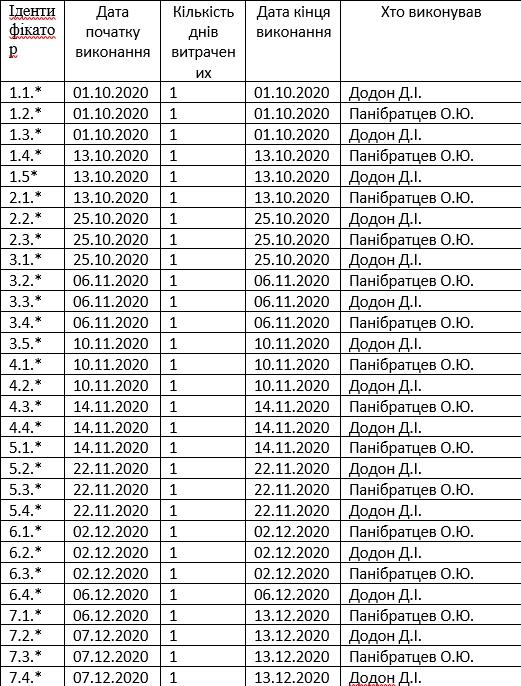 Ідентифікатор Дата початку виконання Кількість днів витрачених Дата кінця виконання Хто виконував
1.1.* 01.10.2020 1 01.10.2020 Додон Д.І.
1.2.* 01.10.2020 1 01.10.2020 Панібратцев О.Ю.
1.3.* 01.10.2020 1 01.10.2020 Додон Д.І.
1.4.* 13.10.2020 1 13.10.2020 Панібратцев О.Ю.
1.5* 13.10.2020 1 13.10.2020 Додон Д.І.
2.1.* 13.10.2020 1 13.10.2020 Панібратцев О.Ю.
2.2.* 25.10.2020 1 25.10.2020 Додон Д.І.
2.3.* 25.10.2020 1 25.10.2020 Панібратцев О.Ю.
3.1.* 25.10.2020 1 25.10.2020 Додон Д.І.
3.2.* 06.11.2020 1 06.11.2020 Панібратцев О.Ю.
3.3.* 06.11.2020 1 06.11.2020 Додон Д.І.
3.4.* 06.11.2020 1 06.11.2020 Панібратцев О.Ю.
3.5.* 10.11.2020 1 10.11.2020 Додон Д.І.
4.1.* 10.11.2020 1 10.11.2020 Панібратцев О.Ю.
4.2.* 10.11.2020 1 10.11.2020 Додон Д.І.
4.3.* 14.11.2020 1 14.11.2020 Панібратцев О.Ю.
4.4.* 14.11.2020 1 14.11.2020 Додон Д.І.
5.1.* 14.11.2020 1 14.11.2020 Панібратцев О.Ю.
5.2.* 22.11.2020 1 22.11.2020 Додон Д.І.
5.3.* 22.11.2020 1 22.11.2020 Панібратцев О.Ю.
5.4.* 22.11.2020 1 22.11.2020 Додон Д.І.
6.1.* 02.12.2020 1 02.12.2020 Панібратцев О.Ю.
6.2.* 02.12.2020 1 02.12.2020 Додон Д.І.
6.3.* 02.12.2020 1 02.12.2020 Панібратцев О.Ю.
6.4.* 06.12.2020 1 06.12.2020 Додон Д.І.
7.1.* 06.12.2020 1 13.12.2020 Панібратцев О.Ю.
7.2.* 07.12.2020 1 13.12.2020 Додон Д.І.
7.3.* 07.12.2020 1 13.12.2020 Панібратцев О.Ю.
7.4.* 07.12.2020 1 13.12.2020 Додон Д.І.